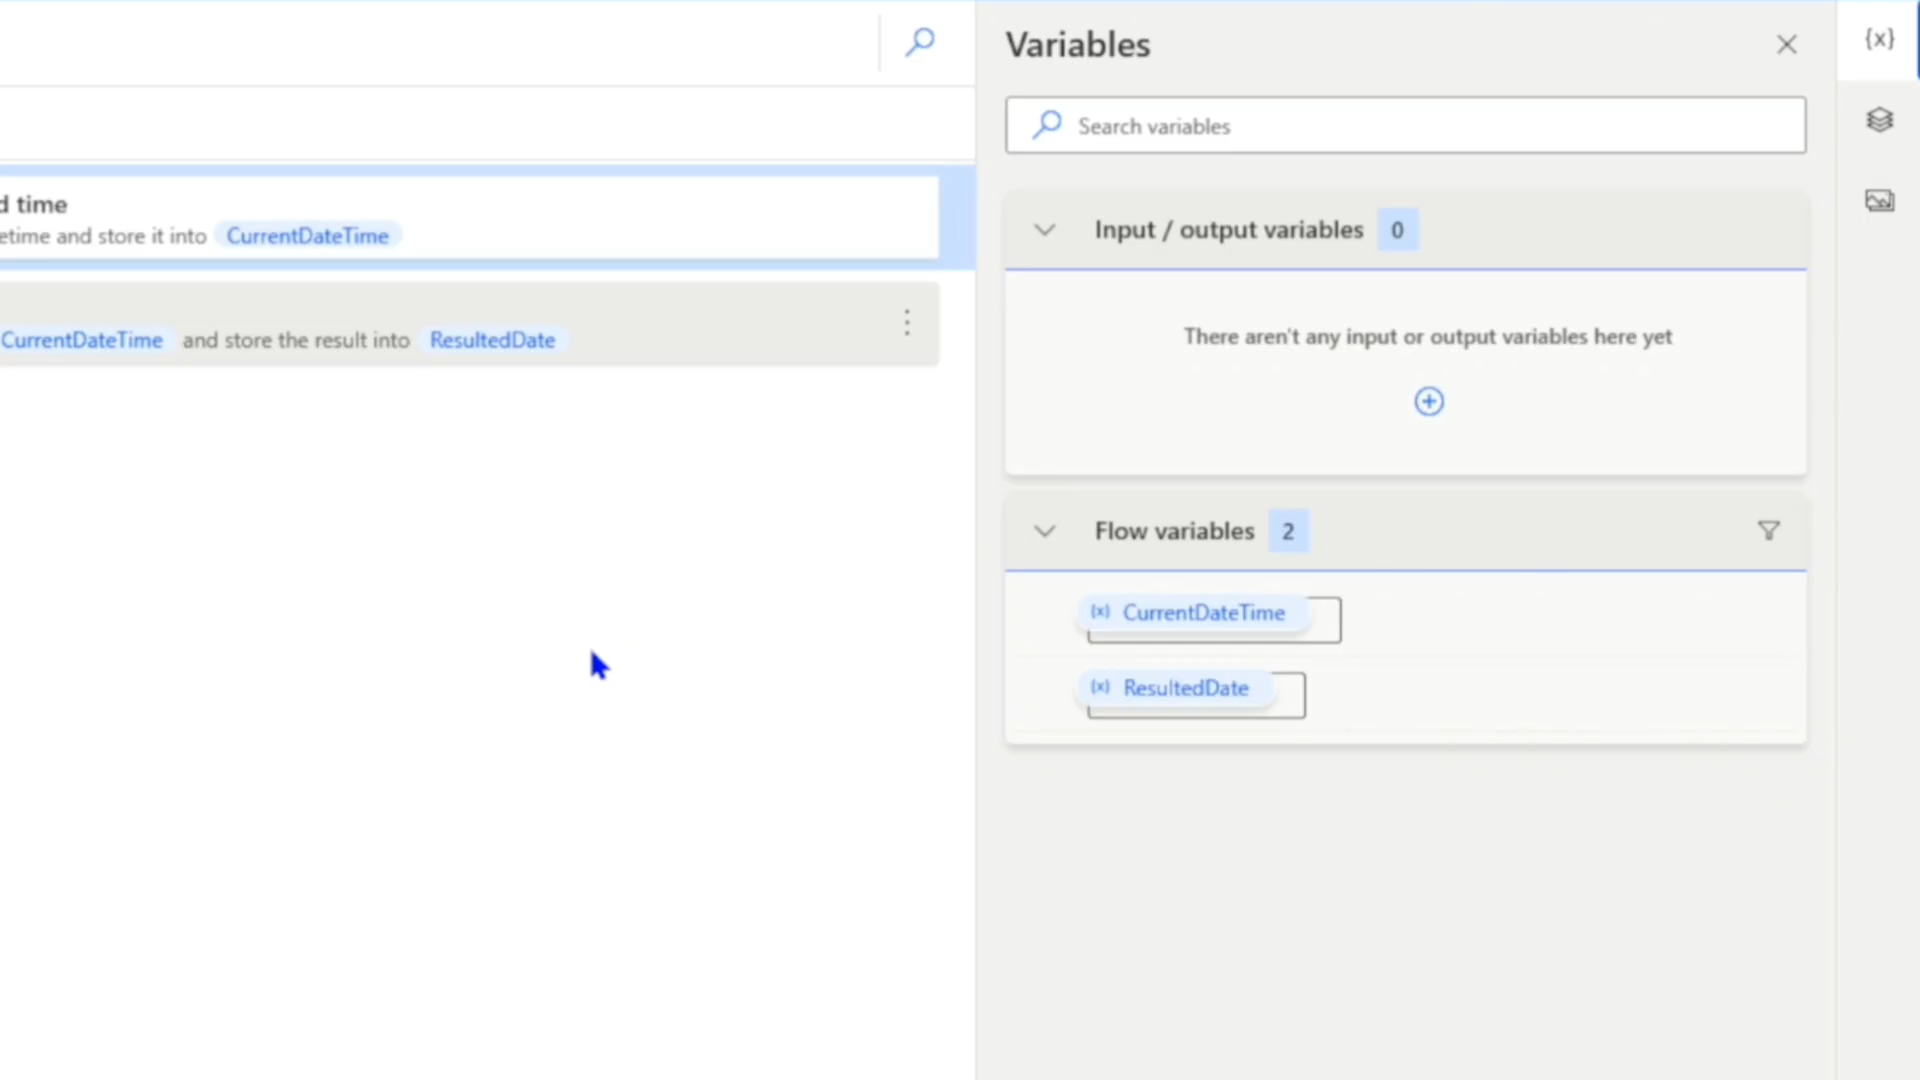 Variables
{x}
Search variables
d time
etime and store it into CurrentDateTime
Input / output variables 0
CurrentDateTime and store the result into ResultedDate
There aren't any input or output variables here yet
Flow variables 2
{x} CurrentDateTime
{x} ResultedDate